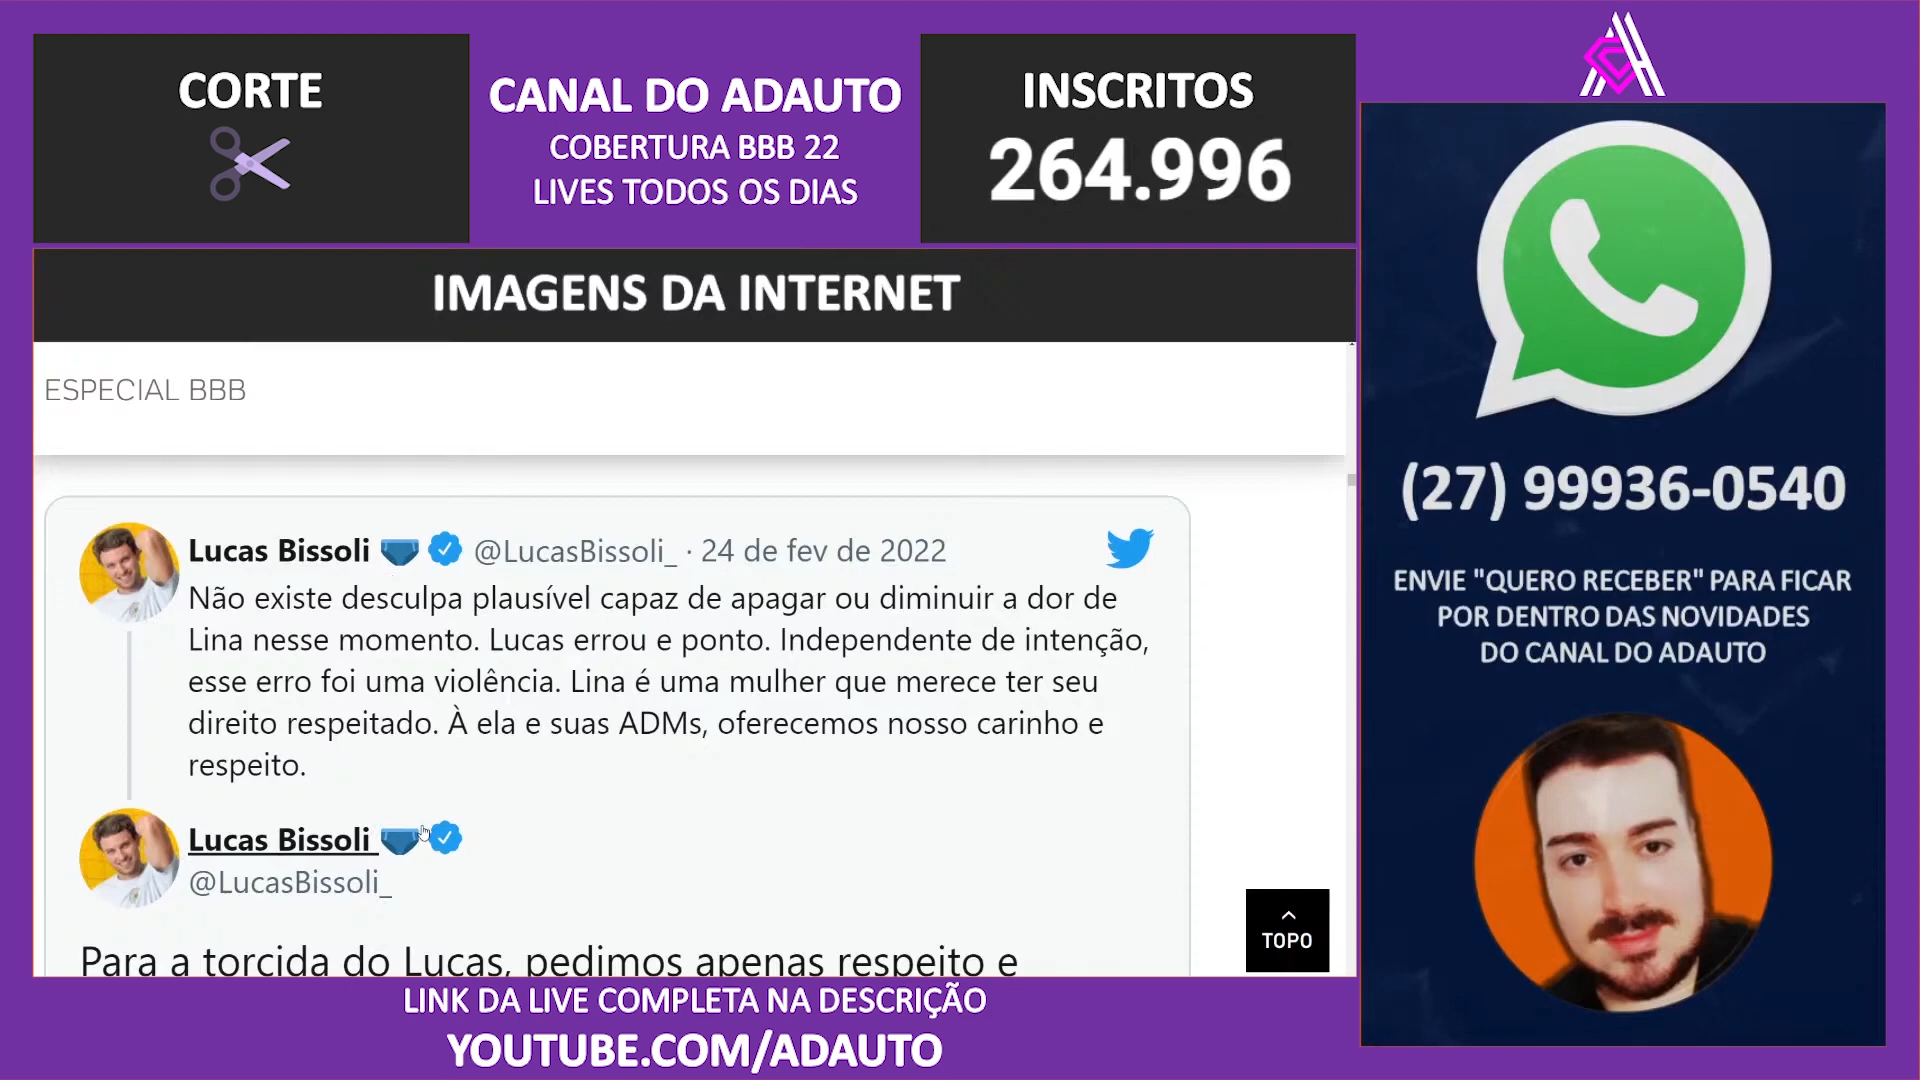 CORTE
CANAL DO ADAUTO
COBERTURA BBB 22
LIVES TODOS OS DIAS
INSCRITOS
264.996
IMAGENS DA INTERNET
ESPECIAL BBB
Lucas Bissoli @LucasBissoli_ · 24 de fev de 2022
Não existe desculpa plausível capaz de apagar ou diminuir a dor de
Lina nesse momento. Lucas errou e ponto. Independente de intenção,
esse erro foi uma violência. Lina é uma mulher que merece ter seu
direito respeitado. À ela e suas ADMs, oferecemos nosso carinho e
respeito.
Lucas Bissoli
@LucasBissoli_
Para a torcida do Lucas, pedimos apenas respeito e
TOPO
LINK DA LIVE COMPLETA NA DESCRIÇÃO
YOUTUBE.COM/ADAUTO
(27) 99936-0540
ENVIE "QUERO RECEBER" PARA FICAR
POR DENTRO DAS NOVIDADES
DO CANAL DO ADAUTO